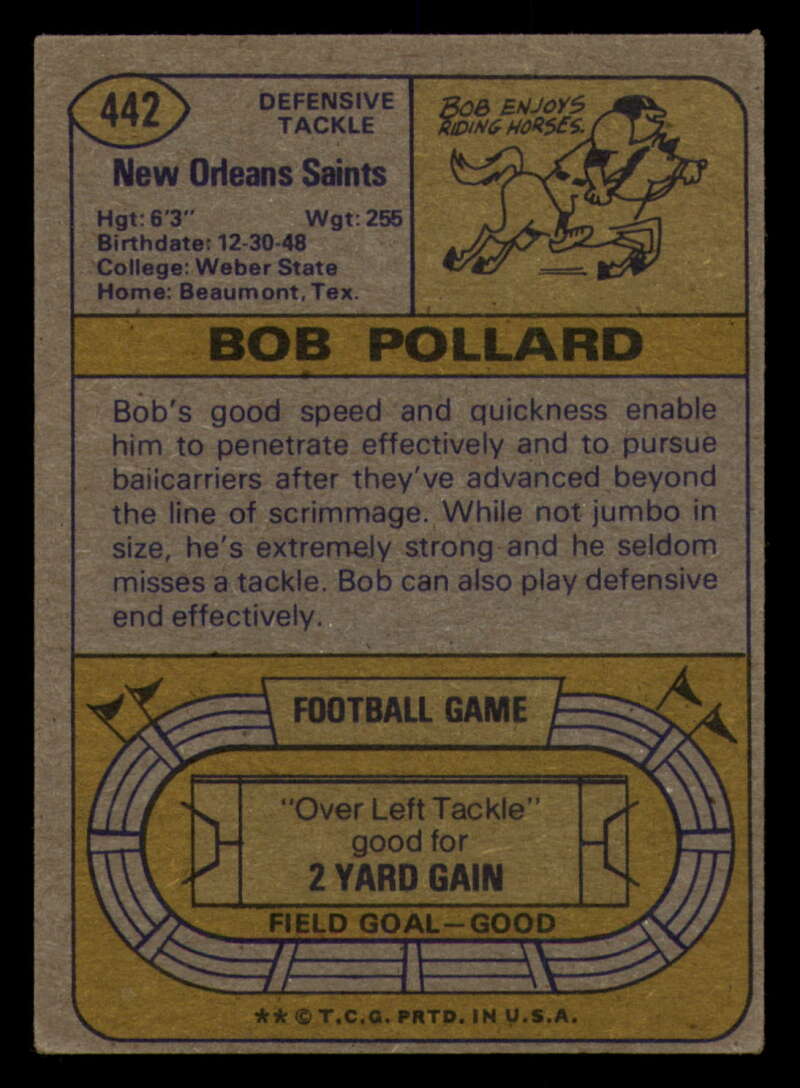 442
DEFENSIVE
TACKLE
New Orleans Saints
Hgt: 6'3" Wgt: 255
Birthdate: 12-30-48
College: Weber State
Home: Beaumont, Tex.
BOB ENJOYS
RIDING HORSES.
BOB POLLARD
Bob's good speed and quickness enable
him to penetrate effectively and to pursue
ballcarriers after they've advanced beyond
the line of scrimmage. While not jumbo in
size, he's extremely strong and he seldom
misses a tackle. Bob can also play defensive
end effectively.
FOOTBALL GAME
"Over Left Tackle"
good for
2 YARD GAIN
FIELD GOAL—GOOD
** © T.C.G. PRTD. IN U.S.A.